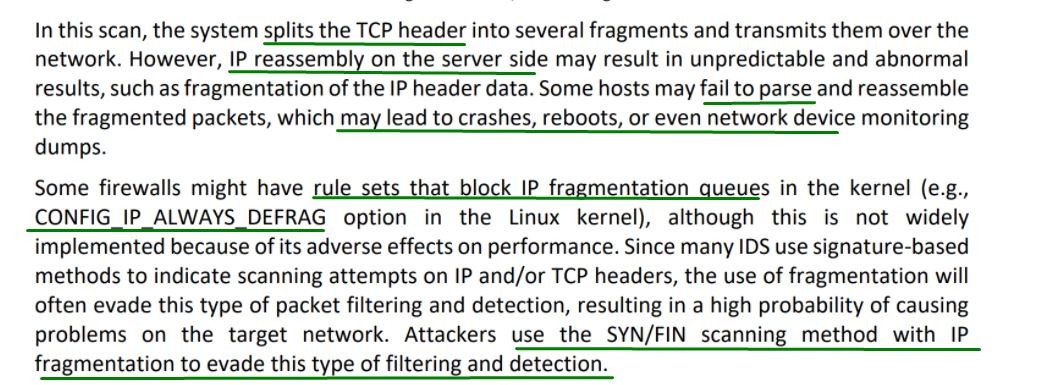 In this scan, the system splits the TCP header into several fragments and transmits them over the
network. However, IP reassembly on the server side may result in unpredictable and abnormal
results, such as fragmentation of the IP header data. Some hosts may fail to parse and reassemble
the fragmented packets, which may lead to crashes, reboots, or even network device monitoring
dumps.
Some firewalls might have rule sets that block IP fragmentation queues in the kernel (e.g.,
CONFIG_IP_ALWAYS_DEFRAG option in the Linux kernel), although this is not widely
implemented because of its adverse effects on performance. Since many IDS use signature-based
methods to indicate scanning attempts on IP and/or TCP headers, the use of fragmentation will
often evade this type of packet filtering and detection, resulting in a high probability of causing
problems on the target network. Attackers use the SYN/FIN scanning method with IP
fragmentation to evade this type of filtering and detection.